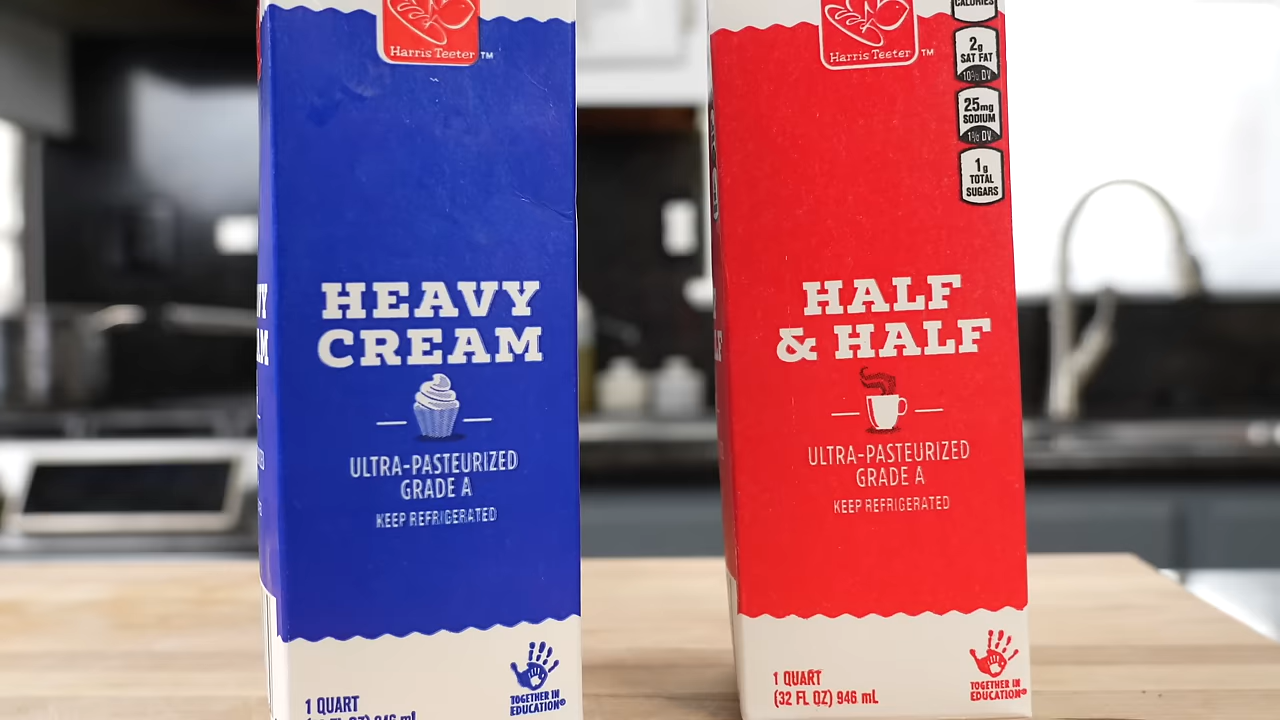 Harris Teeter™
HEAVY
CREAM
ULTRA-PASTEURIZED
GRADE A
KEEP REFRIGERATED
TOGETHER IN
EDUCATION®
1 QUART
Harris Teeter™
CALORIES
2g
SAT FAT
10% DV
25mg
SODIUM
1% DV
1g
TOTAL
SUGARS
HALF
& HALF
ULTRA-PASTEURIZED
GRADE A
KEEP REFRIGERATED
1 QUART
(32 FL OZ) 946 mL
TOGETHER IN
EDUCATION®